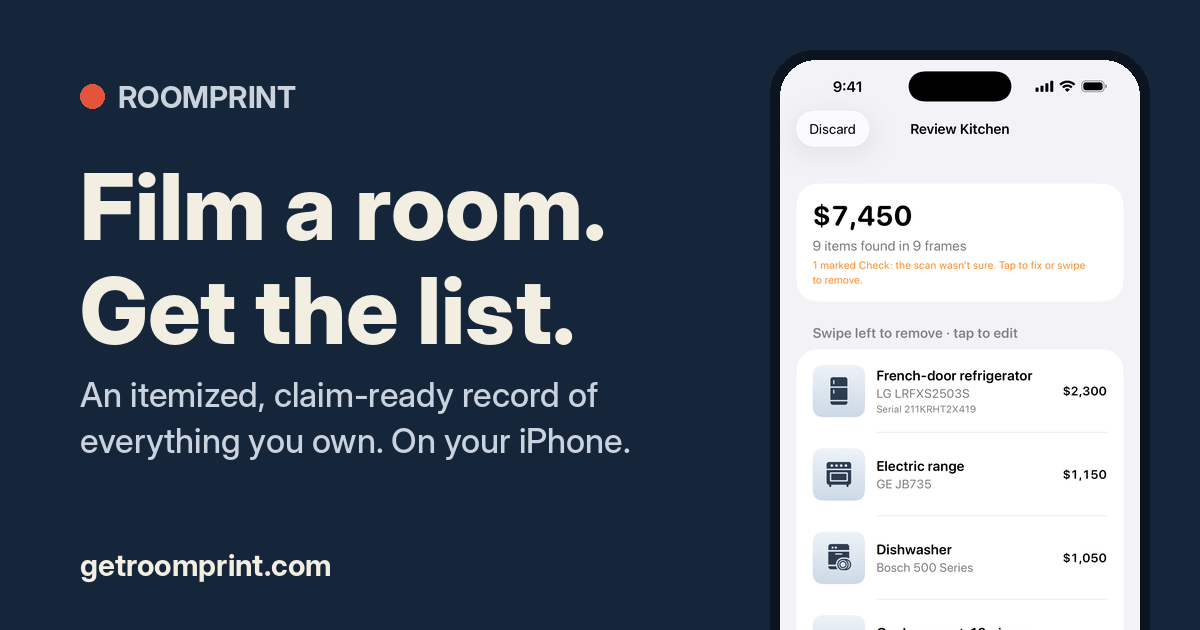 ROOMPRINT
Film a room.
Get the list.
An itemized, claim-ready record of
everything you own. On your iPhone.
getroomprint.com
9:41
Discard
Review Kitchen
$7,450
9 items found in 9 frames
1 marked Check: the scan wasn't sure. Tap to fix or swipe
to remove.
Swipe left to remove · tap to edit
French-door refrigerator
LG LRFXS2503S
Serial 211KRHT2X419
$2,300
Electric range
GE JB735
$1,150
Dishwasher
Bosch 500 Series
$1,050